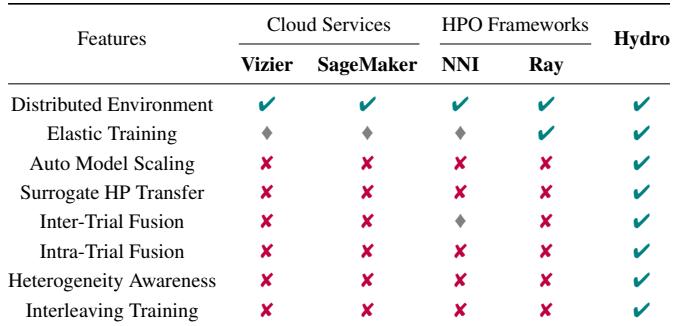 Features Cloud Services HPO Frameworks Hydro
Vizier SageMaker NNI Ray
Distributed Environment ✔ ✔ ✔ ✔ ✔
Elastic Training ♦ ♦ ♦ ✔ ✔
Auto Model Scaling ✘ ✘ ✘ ✘ ✔
Surrogate HP Transfer ✘ ✘ ✘ ✘ ✔
Inter-Trial Fusion ✘ ✘ ♦ ✘ ✔
Intra-Trial Fusion ✘ ✘ ✘ ✘ ✔
Heterogeneity Awareness ✘ ✘ ✘ ✘ ✔
Interleaving Training ✘ ✘ ✘ ✘ ✔